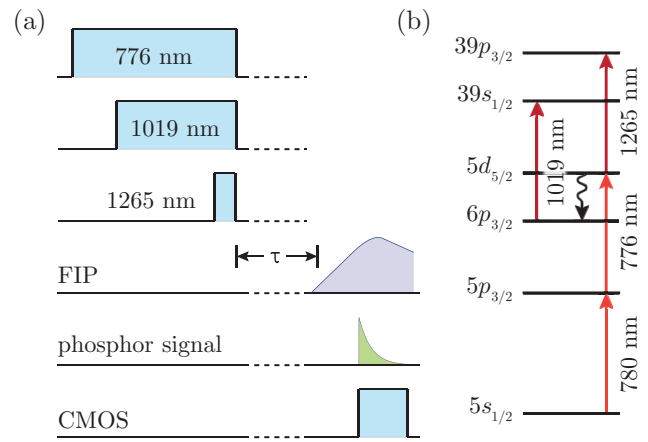 (a)
776 nm
1019 nm
1265 nm
τ
FIP
phosphor signal
CMOS
(b)
39p3/2
39s1/2
5d5/2
6p3/2
5p3/2
5s1/2
1019 nm
1265 nm
776 nm
780 nm